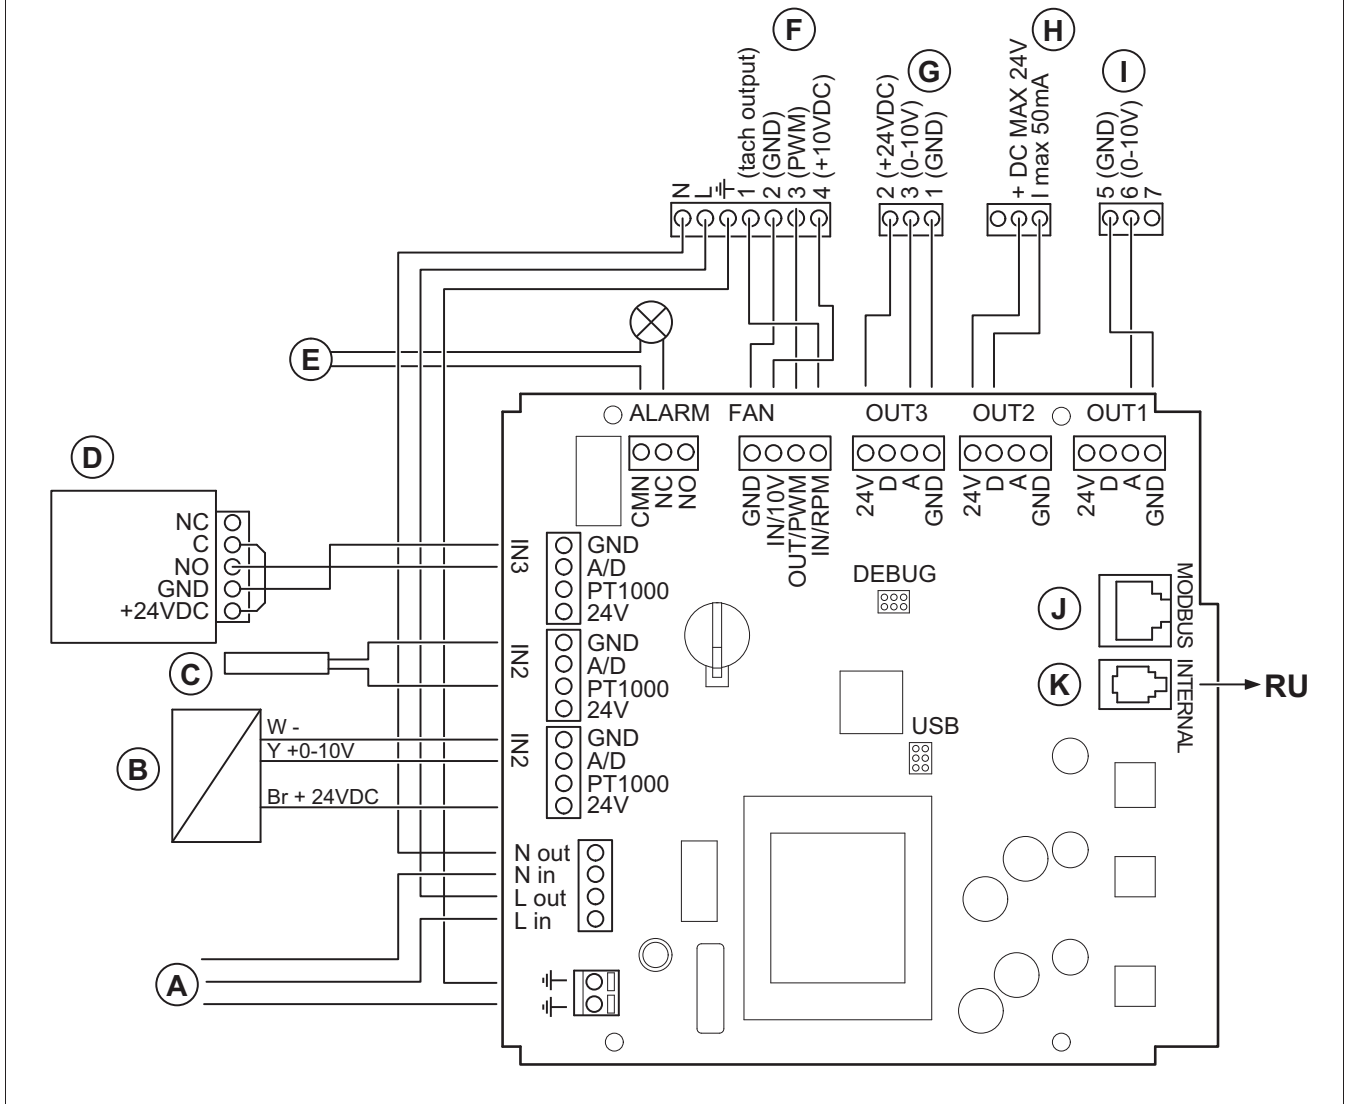 F
H
G
I
N
L
1 (tach output)
2 (GND)
3 (PWM)
4 (+10VDC)
2 (+24VDC)
3 (0-10V)
1 (GND)
+ DC MAX 24V
I max 50mA
5 (GND)
6 (0-10V)
7
E
ALARM
FAN
OUT3
OUT2
OUT1
CMN
NC
NO
GND
IN/10V
OUT/PWM
IN/RPM
24V
D
A
GND
24V
D
A
GND
24V
D
A
GND
D
NC
C
NO
GND
+24VDC
IN3
GND
A/D
PT1000
24V
DEBUG
J
MODBUS
C
IN2
GND
A/D
PT1000
24V
K
INTERNAL
RU
B
W -
Y +0-10V
Br + 24VDC
IN2
GND
A/D
PT1000
24V
USB
N out
N in
L out
L in
A